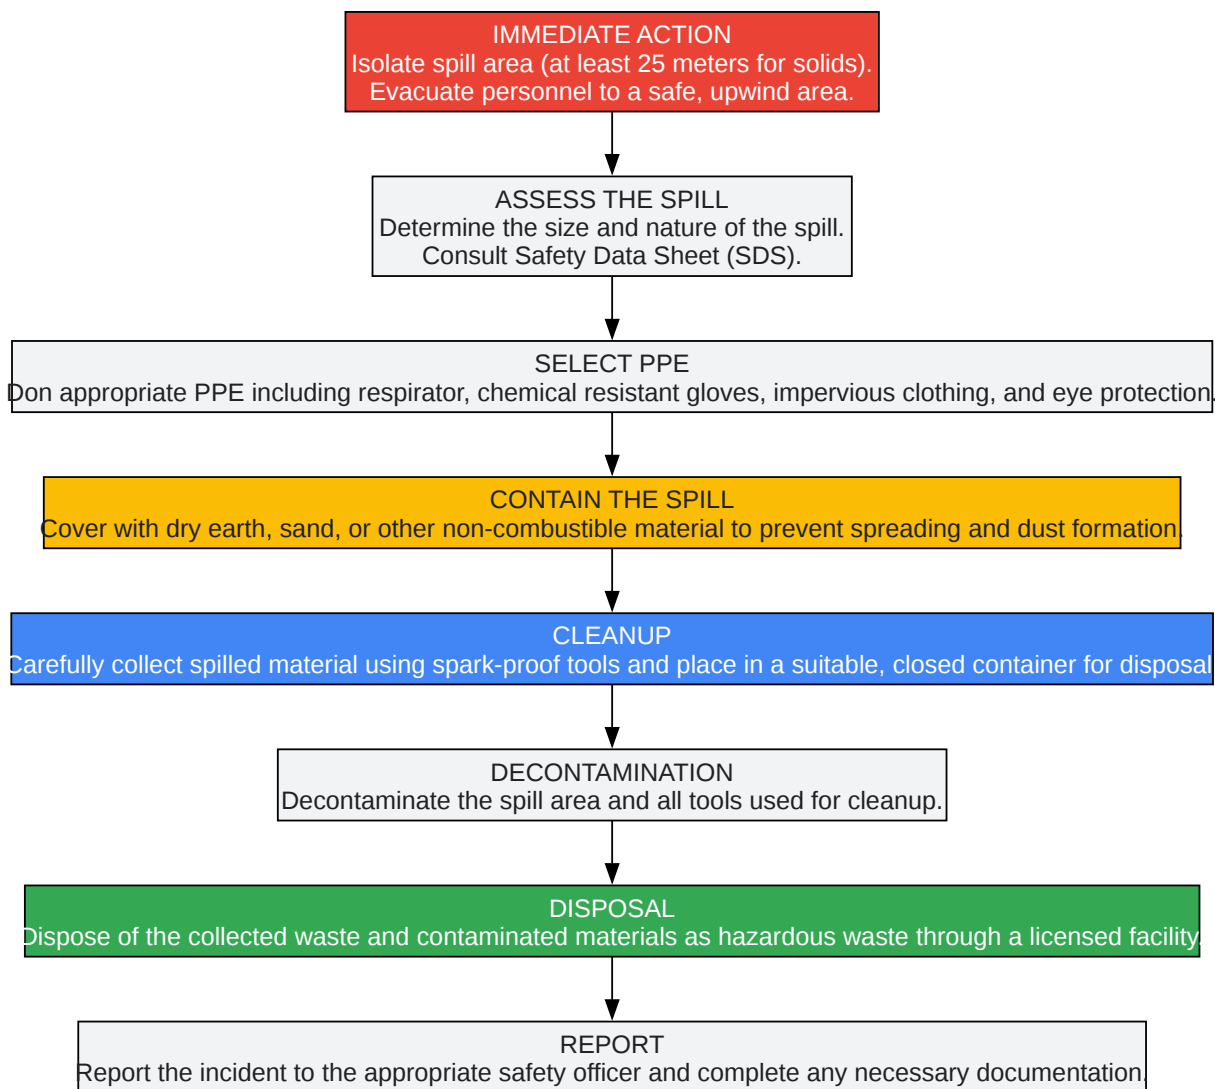 IMMEDIATE ACTION
Isolate spill area (at least 25 meters for solids).
Evacuate personnel to a safe, upwind area.
ASSESS THE SPILL
Determine the size and nature of the spill.
Consult Safety Data Sheet (SDS).
SELECT PPE
Don appropriate PPE including respirator, chemical resistant gloves, impervious clothing, and eye protection.
CONTAIN THE SPILL
Cover with dry earth, sand, or other non-combustible material to prevent spreading and dust formation.
CLEANUP
Carefully collect spilled material using spark-proof tools and place in a suitable, closed container for disposal
DECONTAMINATION
Decontaminate the spill area and all tools used for cleanup.
DISPOSAL
Dispose of the collected waste and contaminated materials as hazardous waste through a licensed facility.
REPORT
Report the incident to the appropriate safety officer and complete any necessary documentation.